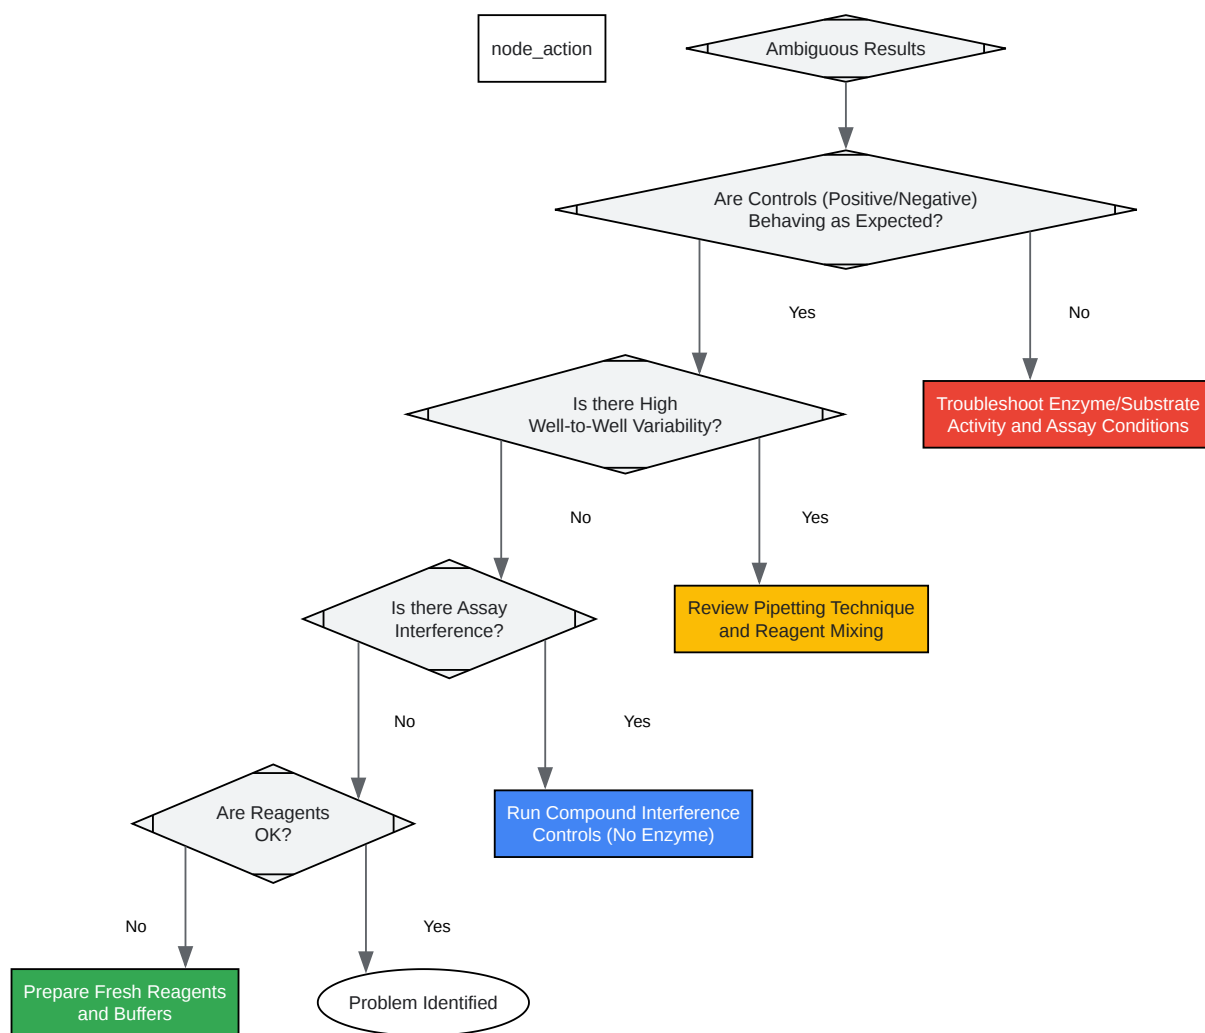 node_action
Ambiguous Results
Are Controls (Positive/Negative)
Behaving as Expected?
Yes
No
Is there High
Well-to-Well Variability?
Troubleshoot Enzyme/Substrate
Activity and Assay Conditions
No
Yes
Is there Assay
Interference?
Review Pipetting Technique
and Reagent Mixing
No
Yes
Are Reagents
OK?
Run Compound Interference
Controls (No Enzyme)
No
Yes
Prepare Fresh Reagents
and Buffers
Problem Identified